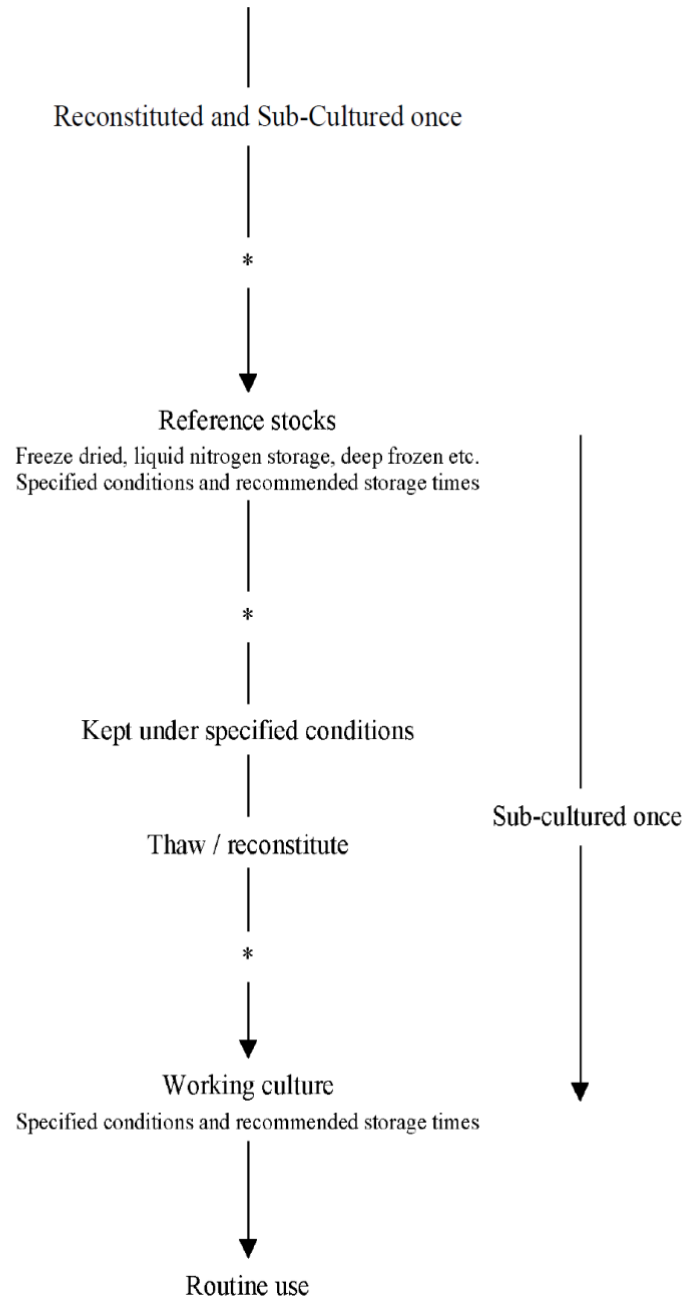 Reconstituted and Sub-Cultured once
*
Reference stocks
Freeze dried, liquid nitrogen storage, deep frozen etc.
Specified conditions and recommended storage times
*
Kept under specified conditions
Sub-cultured once
Thaw / reconstitute
*
Working culture
Specified conditions and recommended storage times
Routine use